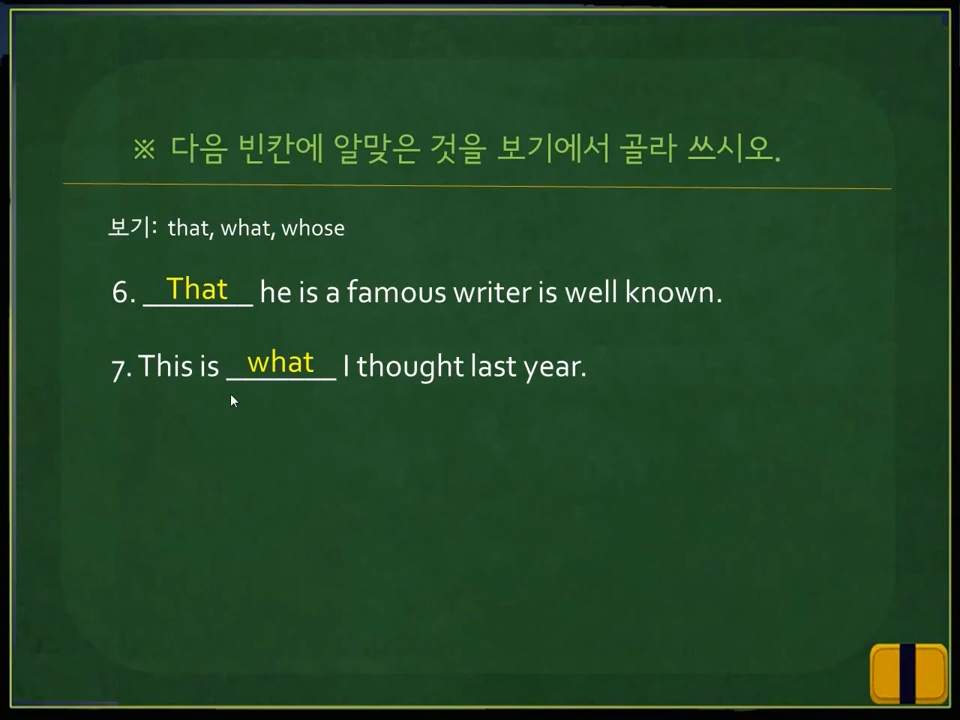 ※ 다음 빈칸에 알맞은 것을 보기에서 골라 쓰시오.
보기: that, what, whose
6. _______ That he is a famous writer is well known.
7. This is _______ what I thought last year.